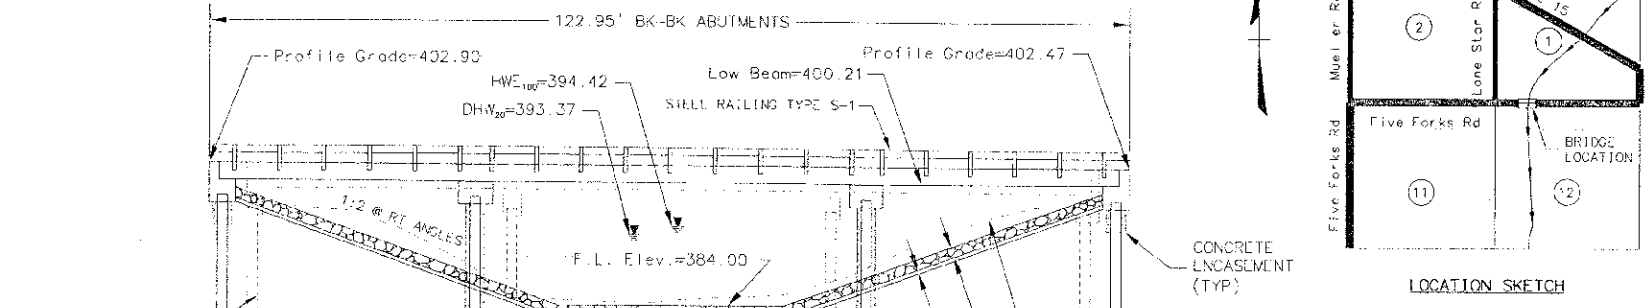 122.95' BK-BK ABUTMENTS
Profile Grade=402.90
Profile Grade=402.47
Low Beam=400.21
HWE₁₀₀=394.42
STEEL RAILING TYPE S-1
DHW₂₀=393.37
1:2 @ RT ANGLES
F.L. Elev.=384.00
CONCRETE
ENCASEMENT
(TYP)
Mueller Rd
2
Lone Star R
15
1
Five Forks Rd
Five Forks Rd
BRIDGE
LOCATION
11
12
LOCATION SKETCH